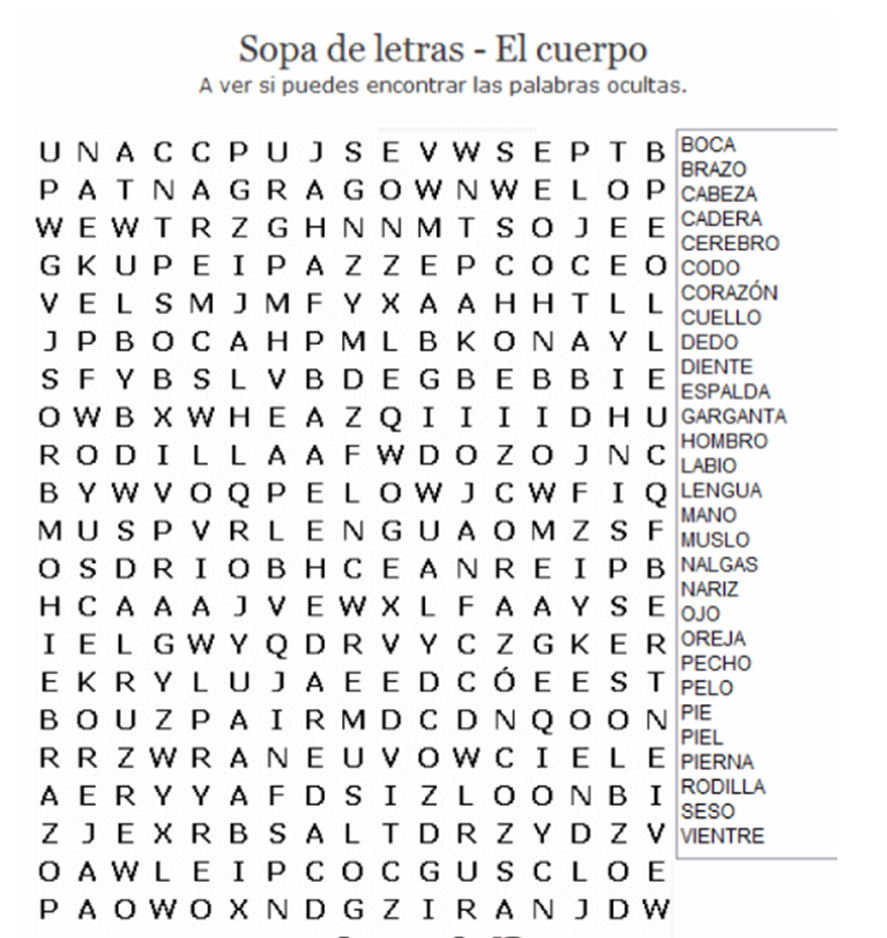 Sopa de letras - El cuerpo
A ver si puedes encontrar las palabras ocultas.
U N A C C P U J S E V W S E P T B
P A T N A G R A G O W N W E L O P
W E W T R Z G H N N M T S O J E E
G K U P E I P A Z Z E P C O C E O
V E L S M J M F Y X A A H H T L L
J P B O C A H P M L B K O N A Y L
S F Y B S L V B D E G B E B B I E
O W B X W H E A Z Q I I I I D H U
R O D I L L A A F W D O Z O J N C
B Y W V O Q P E L O W J C W F I Q
M U S P V R L E N G U A O M Z S F
O S D R I O B H C E A N R E I P B
H C A A A J V E W X L F A A Y S E
I E L G W Y Q D R V Y C Z G K E R
E K R Y L U J A E E D C Ó E E S T
B O U Z P A I R M D C D N Q O O N
R R Z W R A N E U V O W C I E L E
A E R Y Y A F D S I Z L O O N B I
Z J E X R B S A L T D R Z Y D Z V
O A W L E I P C O C G U S C L O E
P A O W O X N D G Z I R A N J D W
BOCA
BRAZO
CABEZA
CADERA
CEREBRO
CODO
CORAZÓN
CUELLO
DEDO
DIENTE
ESPALDA
GARGANTA
HOMBRO
LABIO
LENGUA
MANO
MUSLO
NALGAS
NARIZ
OJO
OREJA
PECHO
PELO
PIE
PIEL
PIERNA
RODILLA
SESO
VIENTRE